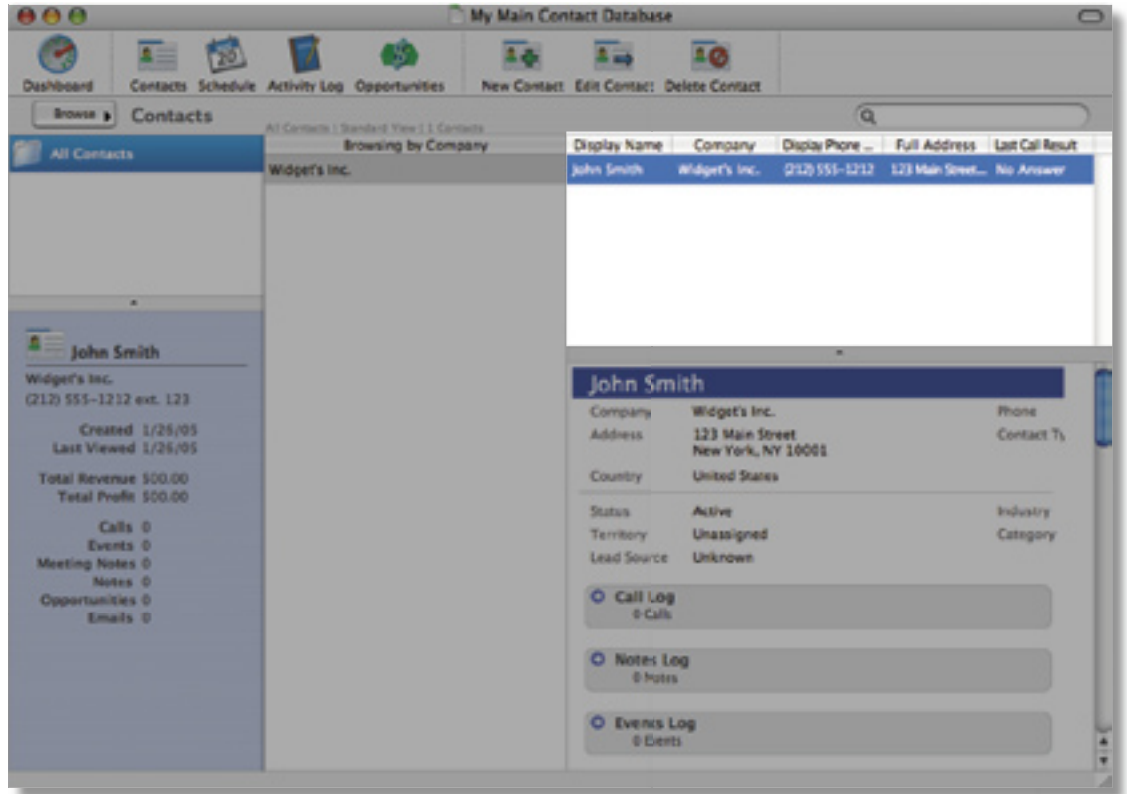 My Main Contact Database
Dashboard Contacts Schedule Activity Log Opportunities New Contact Edit Contact Delete Contact
Browse Contacts
All Contacts | Standard View | 1 Contacts
All Contacts
Browsing by Company
Widget's Inc.
Display Name Company Display Phone ... Full Address Last Call Result
John Smith Widget's Inc. (212) 555-1212 123 Main Street... No Answer
John Smith
Widget's Inc.
(212) 555-1212 ext. 123
Created 1/26/05
Last Viewed 1/26/05
Total Revenue $00.00
Total Profit $00.00
Calls 0
Events 0
Meeting Notes 0
Notes 0
Opportunities 0
Emails 0
John Smith
Company Widget's Inc. Phone
Address 123 Main Street Contact Ty
New York, NY 10001
Country United States
Status Active Industry
Territory Unassigned Category
Lead Source Unknown
Call Log
0 Calls
Notes Log
0 Notes
Events Log
0 Events